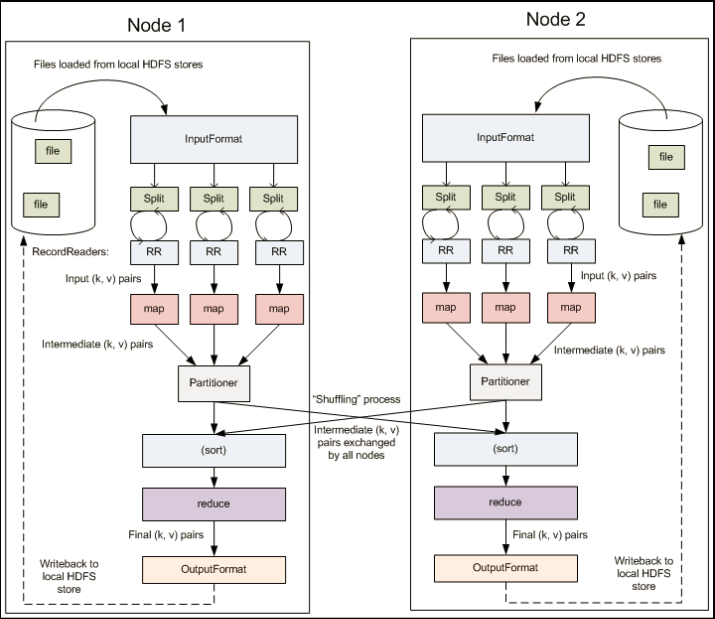 Node 1
Files loaded from local HDFS stores
file
file
InputFormat
Split
Split
Split
RecordReaders:
RR
RR
RR
Input (k, v) pairs
map
map
map
Intermediate (k, v) pairs
Partitioner
(sort)
reduce
Final (k, v) pairs
OutputFormat
Writeback to
local HDFS
store
"Shuffling" process
Intermediate (k, v)
pairs exchanged
by all nodes
Node 2
Files loaded from local HDFS stores
InputFormat
file
file
Split
Split
Split
RR
RR
RR
Input (k, v) pairs
map
map
map
Intermediate (k, v) pairs
Partitioner
(sort)
reduce
Final (k, v) pairs
OutputFormat
Writeback to
local HDFS
store